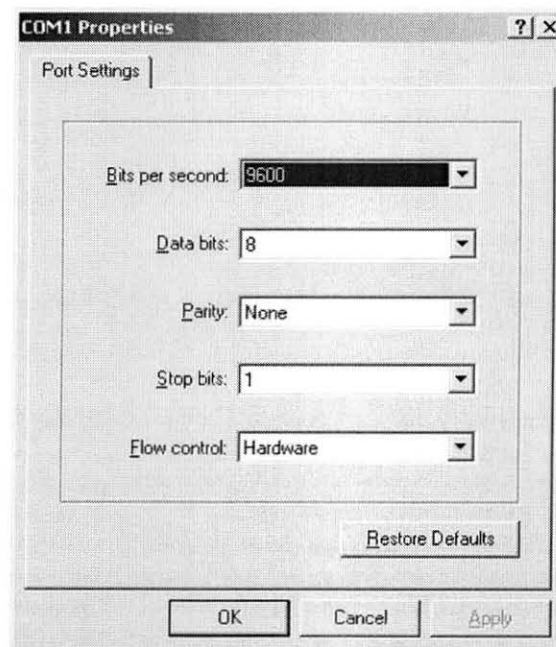 COM1 Properties ? ×
Port Settings
Bits per second: 9600
Data bits: 8
Parity: None
Stop bits: 1
Flow control: Hardware
Restore Defaults
OK Cancel Apply